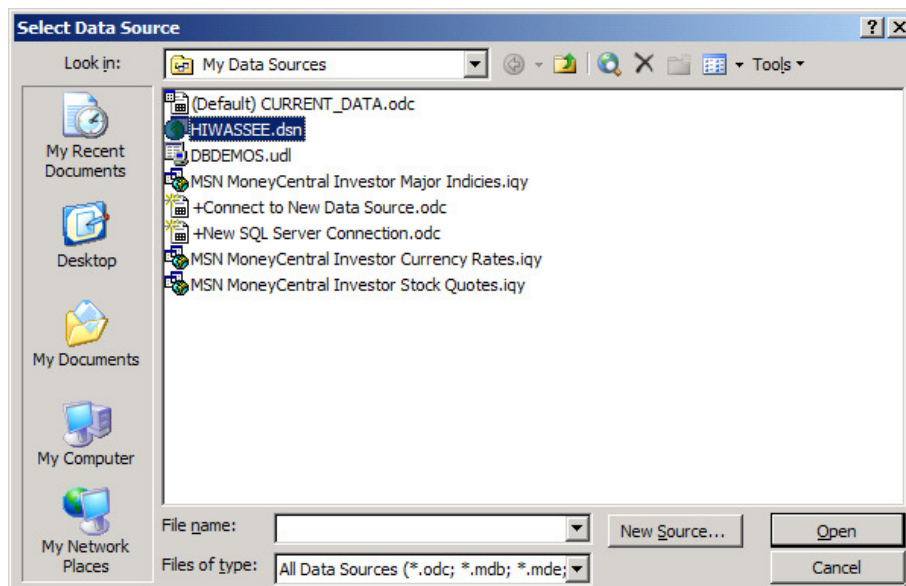 Select Data Source
Look in:
My Data Sources
Tools
My Recent
Documents
Desktop
My Documents
My Computer
My Network
Places
(Default) CURRENT_DATA.odc
HIWASSEE.dsn
DBDEMOS.udl
MSN MoneyCentral Investor Major Indicies.iqy
+Connect to New Data Source.odc
+New SQL Server Connection.odc
MSN MoneyCentral Investor Currency Rates.iqy
MSN MoneyCentral Investor Stock Quotes.iqy
File name:
New Source...
Open
Files of type:
All Data Sources (*.odc; *.mdb; *.mde;
Cancel